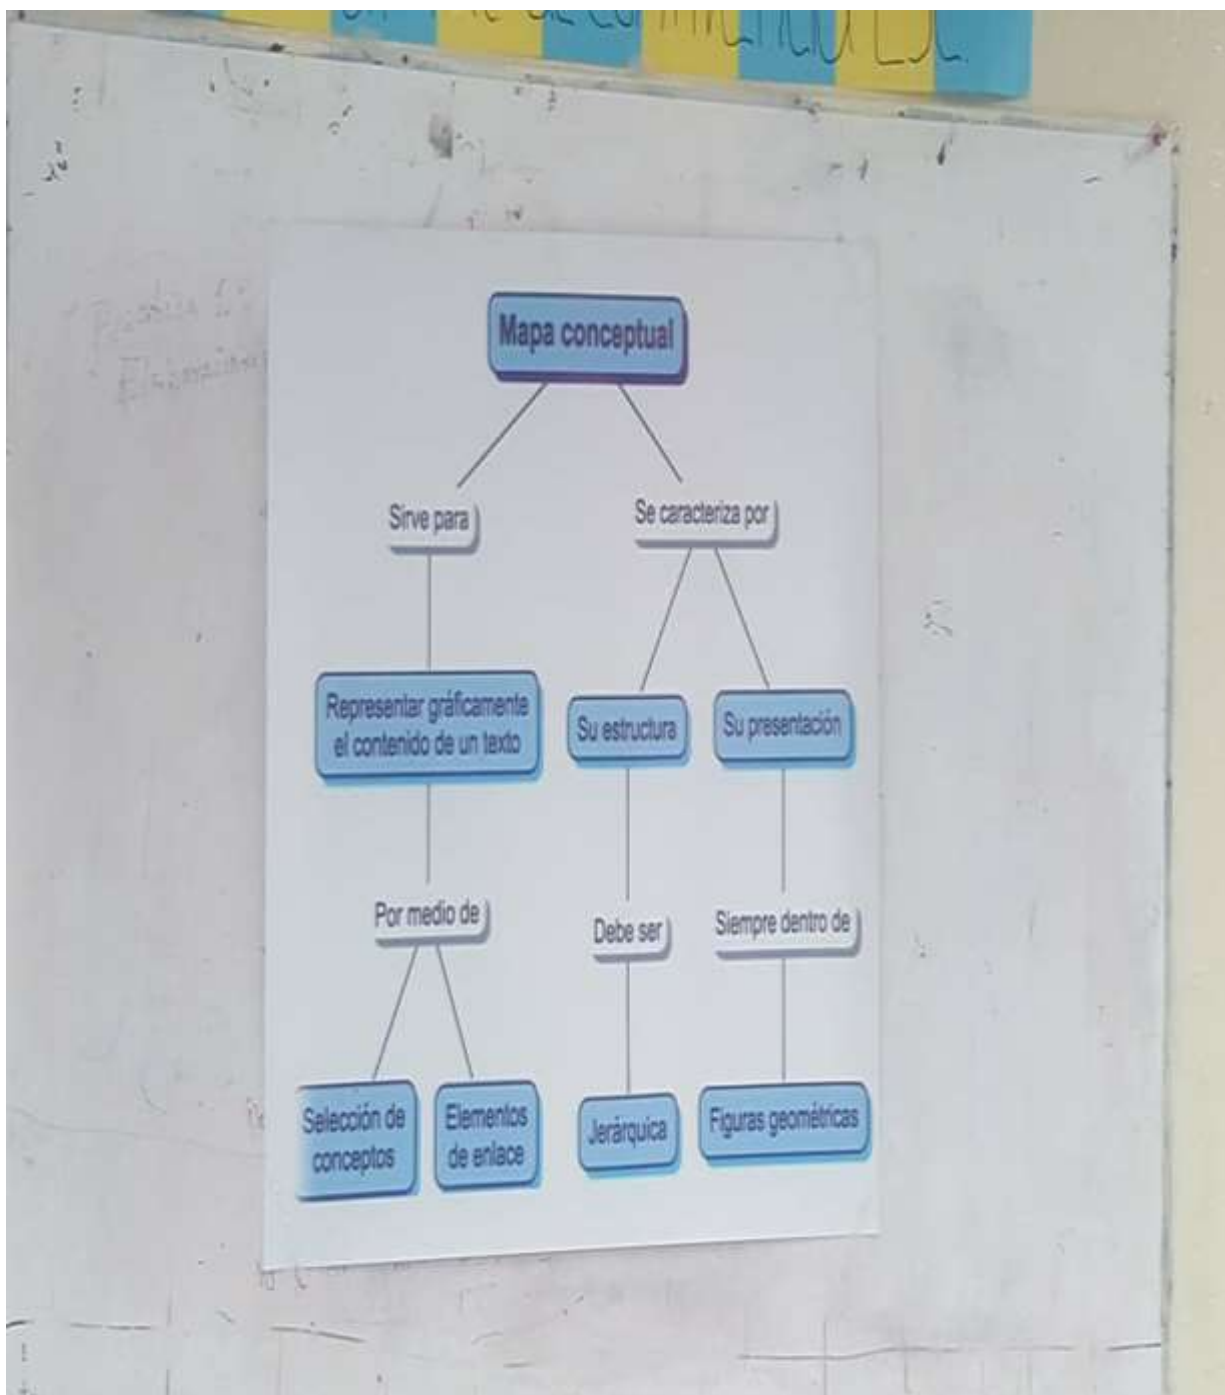 Mapa conceptual
Sirve para
Se caracteriza por
Representar gráficamente
el contenido de un texto
Su estructura
Su presentación
Por medio de
Debe ser
Siempre dentro de
Selección de
conceptos
Elementos
de enlace
Jerárquica
Figuras geométricas